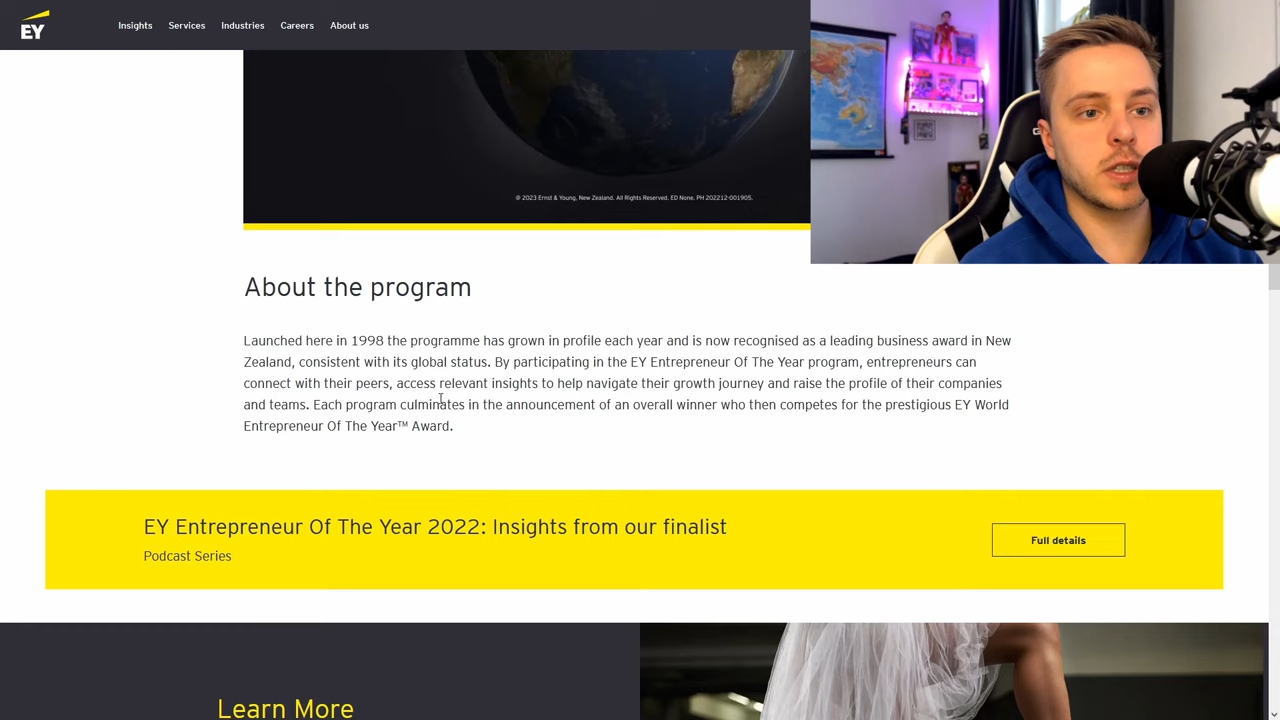 EY
Insights Services Industries Careers About us
© 2023 Ernst & Young, New Zealand. All Rights Reserved. ED None. PH 202212-001905.
About the program
Launched here in 1998 the programme has grown in profile each year and is now recognised as a leading business award in New
Zealand, consistent with its global status. By participating in the EY Entrepreneur Of The Year program, entrepreneurs can
connect with their peers, access relevant insights to help navigate their growth journey and raise the profile of their companies
and teams. Each program culminates in the announcement of an overall winner who then competes for the prestigious EY World
Entrepreneur Of The Year™ Award.
EY Entrepreneur Of The Year 2022: Insights from our finalist
Podcast Series
Full details
Learn More